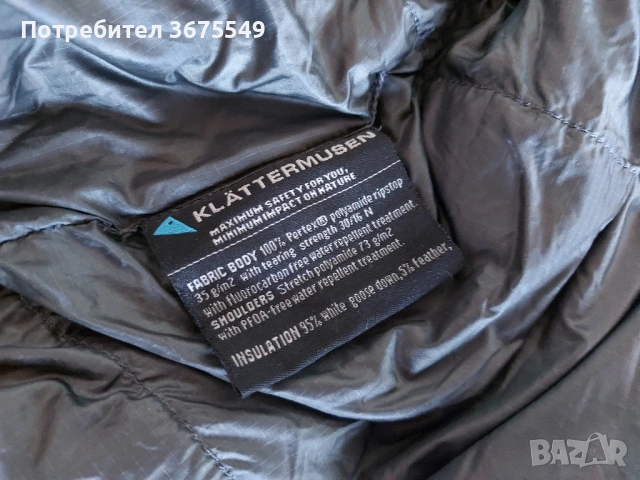 Потребител 3675549
KLÄTTERMUSEN
MAXIMUM SAFETY FOR YOU,
MINIMUM IMPACT ON NATURE
FABRIC BODY 100% Pertex® polyamide ripstop
35 g/m2 with tearing strength 30/16 N
with fluorocarbon free water repellent treatment.
SHOULDERS Stretch polyamide 73 g/m2
with PFOA-free water repellent treatment.
INSULATION 95% white goose down, 5% feather.
BAZAR